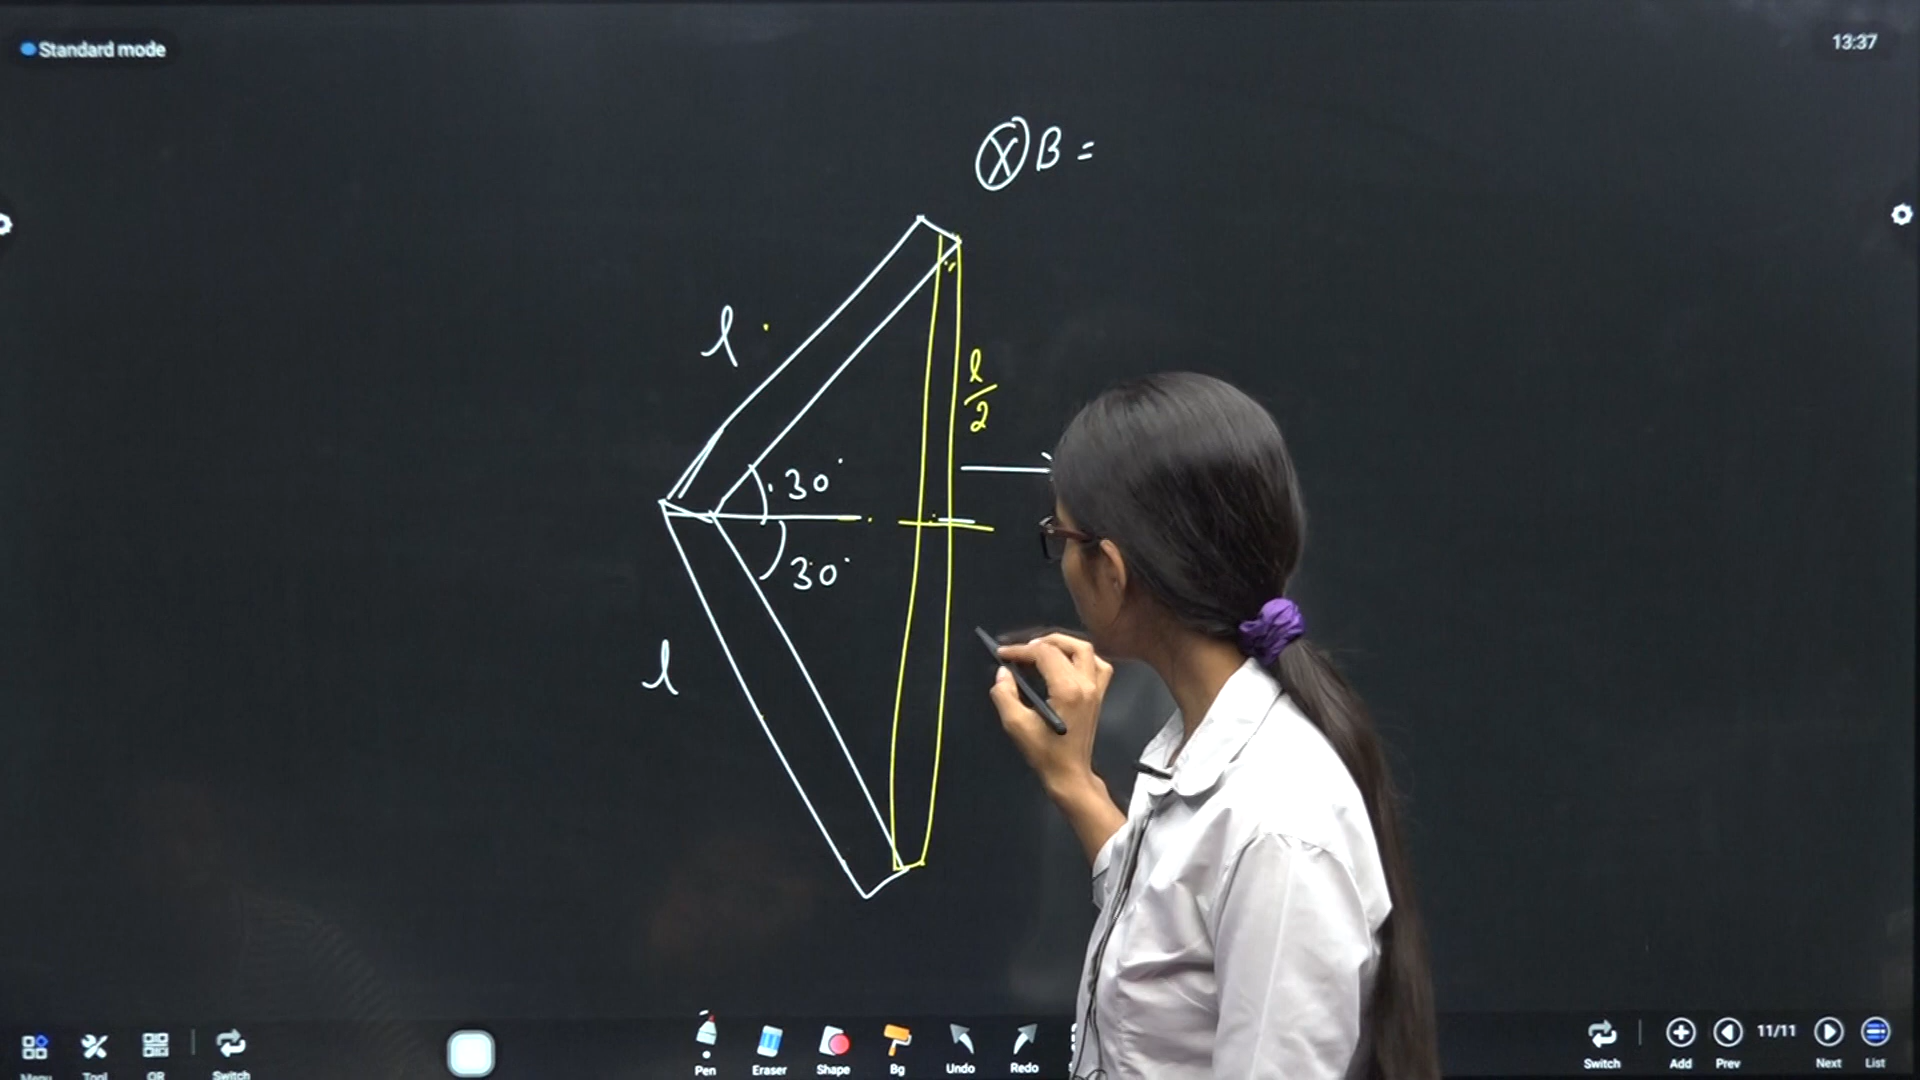 Standard mode
13:37
ⓧ B =
l
l/2
30°
30°
l
Menu
Tool
QR
Switch
Pen
Eraser
Shape
Bg
Undo
Redo
Switch
Add
Prev
11/11
Next
List